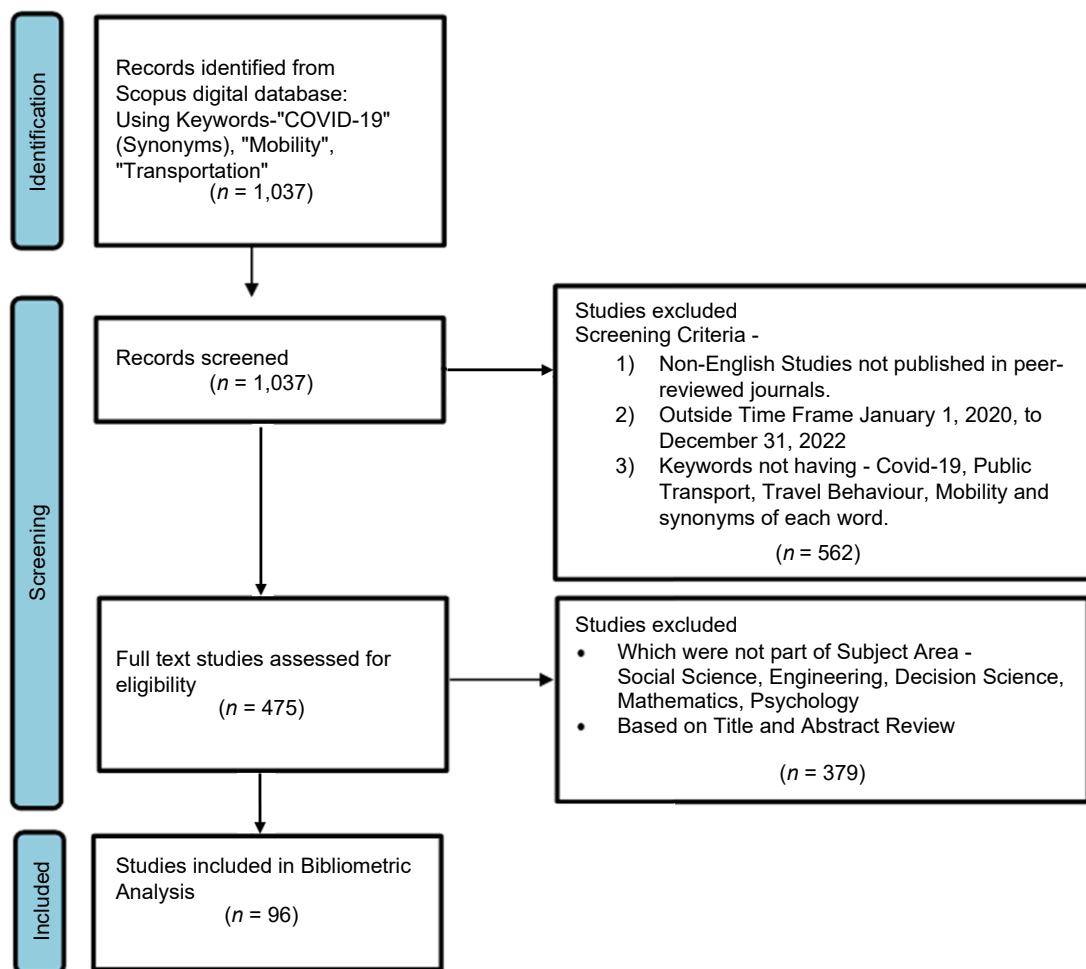 Identification
Records identified from
Scopus digital database:
Using Keywords-"COVID-19"
(Synonyms), "Mobility",
"Transportation"
(n = 1,037)
Screening
Records screened
(n = 1,037)
Studies excluded
Screening Criteria -
1) Non-English Studies not published in peer-
reviewed journals.
2) Outside Time Frame January 1, 2020, to
December 31, 2022
3) Keywords not having - Covid-19, Public
Transport, Travel Behaviour, Mobility and
synonyms of each word.
(n = 562)
Full text studies assessed for
eligibility
(n = 475)
Studies excluded
• Which were not part of Subject Area -
Social Science, Engineering, Decision Science,
Mathematics, Psychology
• Based on Title and Abstract Review
(n = 379)
Included
Studies included in Bibliometric
Analysis
(n = 96)